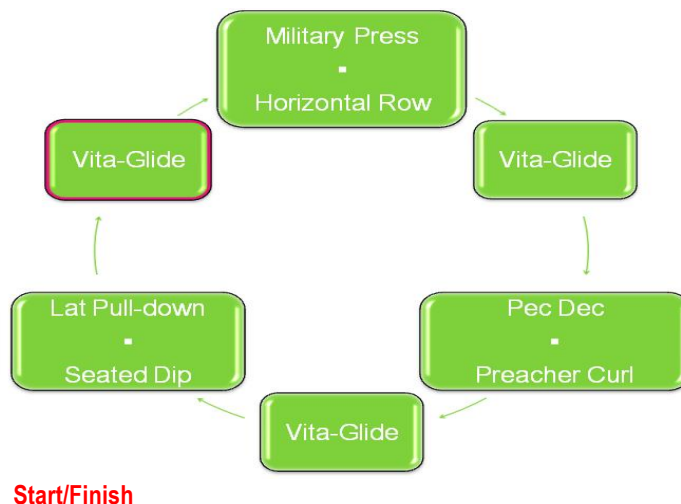 Military Press
▪
Horizontal Row
Vita-Glide
Vita-Glide
Lat Pull-down
▪
Seated Dip
Pec Dec
▪
Preacher Curl
Vita-Glide
Start/Finish